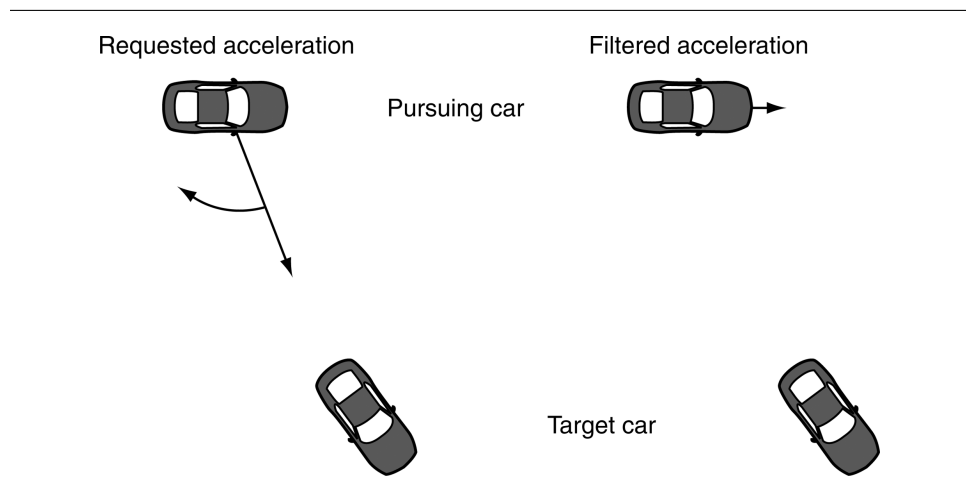 Requested acceleration
Filtered acceleration
Pursuing car
Target car